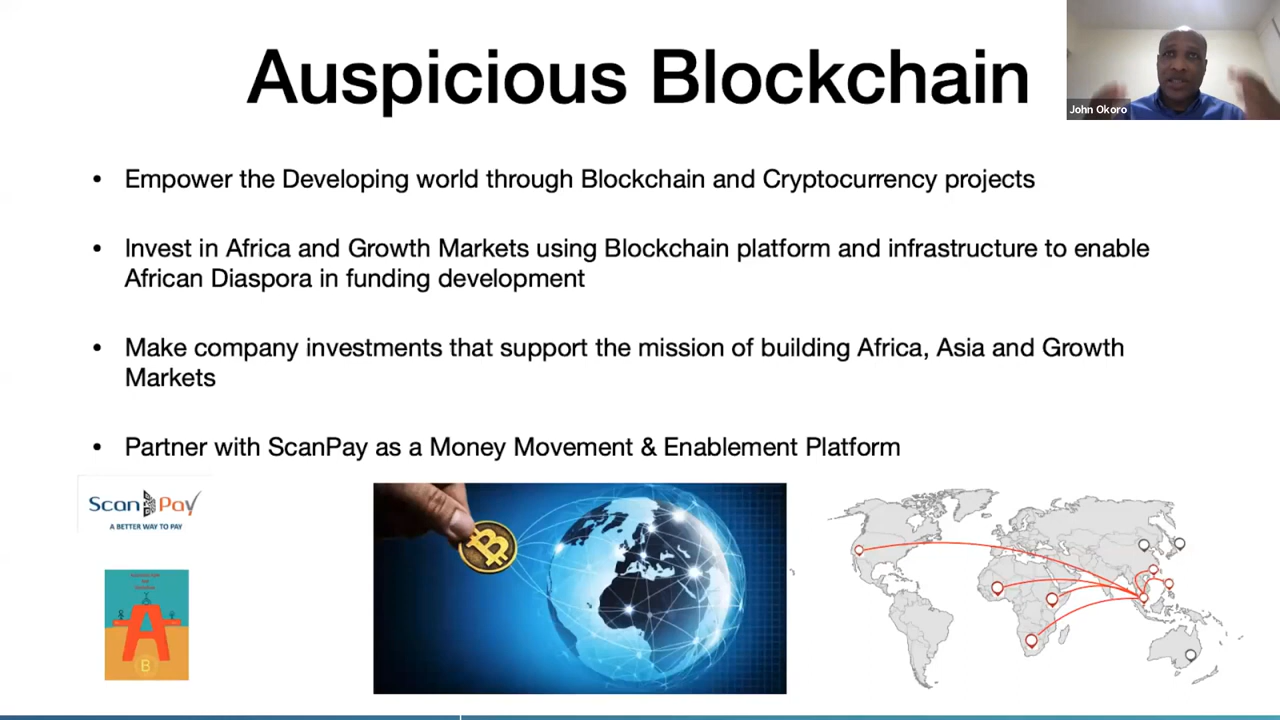 Auspicious Blockchain
John Okoro
• Empower the Developing world through Blockchain and Cryptocurrency projects
• Invest in Africa and Growth Markets using Blockchain platform and infrastructure to enable
African Diaspora in funding development
• Make company investments that support the mission of building Africa, Asia and Growth
Markets
• Partner with ScanPay as a Money Movement & Enablement Platform
Scan Pay
A BETTER WAY TO PAY
A
B